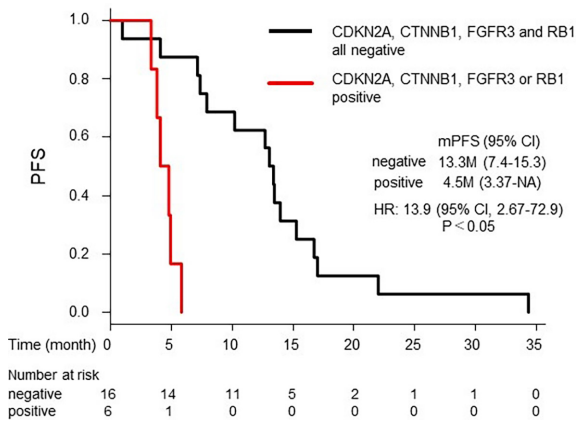 CDKN2A, CTNNB1, FGFR3 and RB1
all negative
CDKN2A, CTNNB1, FGFR3 or RB1
positive
mPFS (95% CI)
negative 13.3M (7.4-15.3)
positive 4.5M (3.37-NA)
HR: 13.9 (95% CI, 2.67-72.9)
P<0.05
PFS
1.0
0.8
0.6
0.4
0.2
0.0
Time (month) 0 5 10 15 20 25 30 35
Number at risk
negative 16 14 11 5 2 1 1 0
positive 6 1 0 0 0 0 0 0